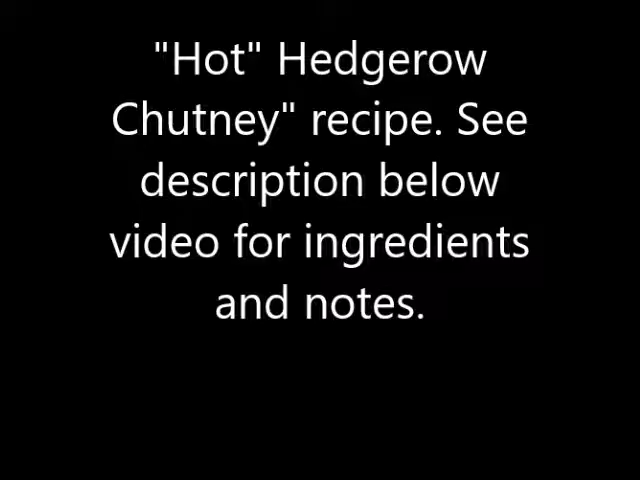 "Hot" Hedgerow
Chutney" recipe. See
description below
video for ingredients
and notes.